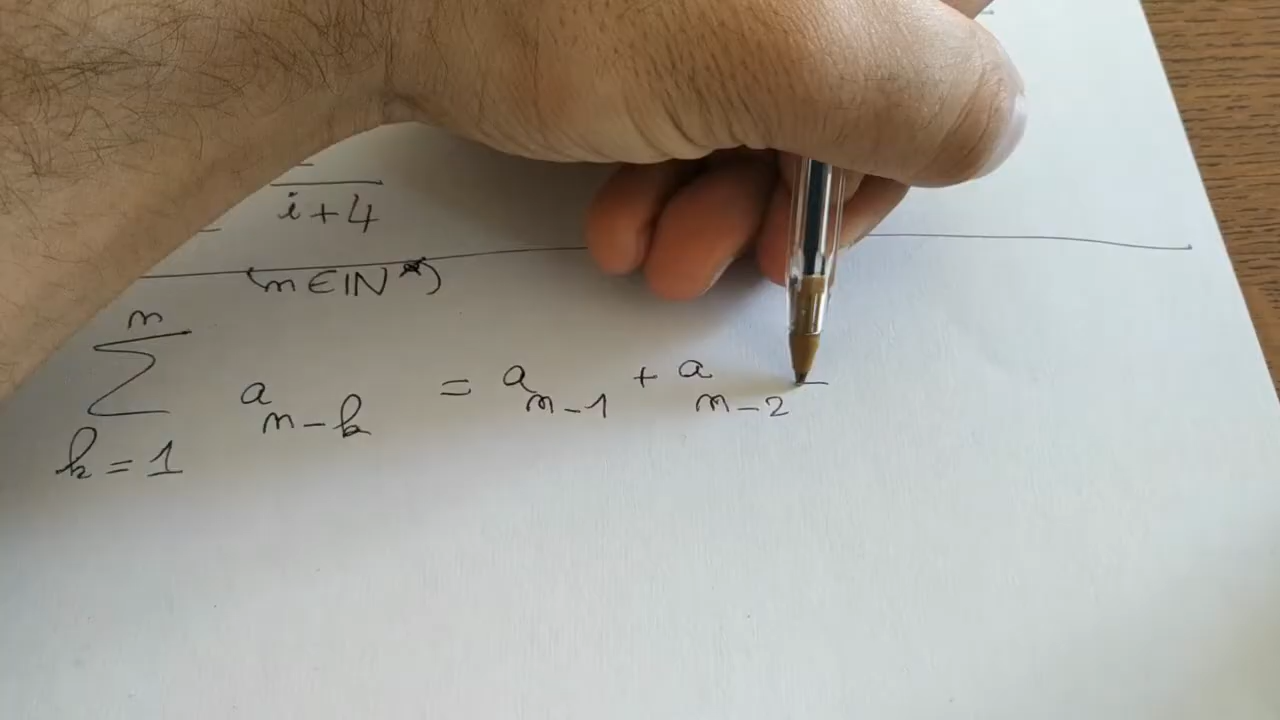 i+4
(n ∈ ℕ*)
n
∑ a_{n-k} = a_{n-1} + a_{n-2}
k=1